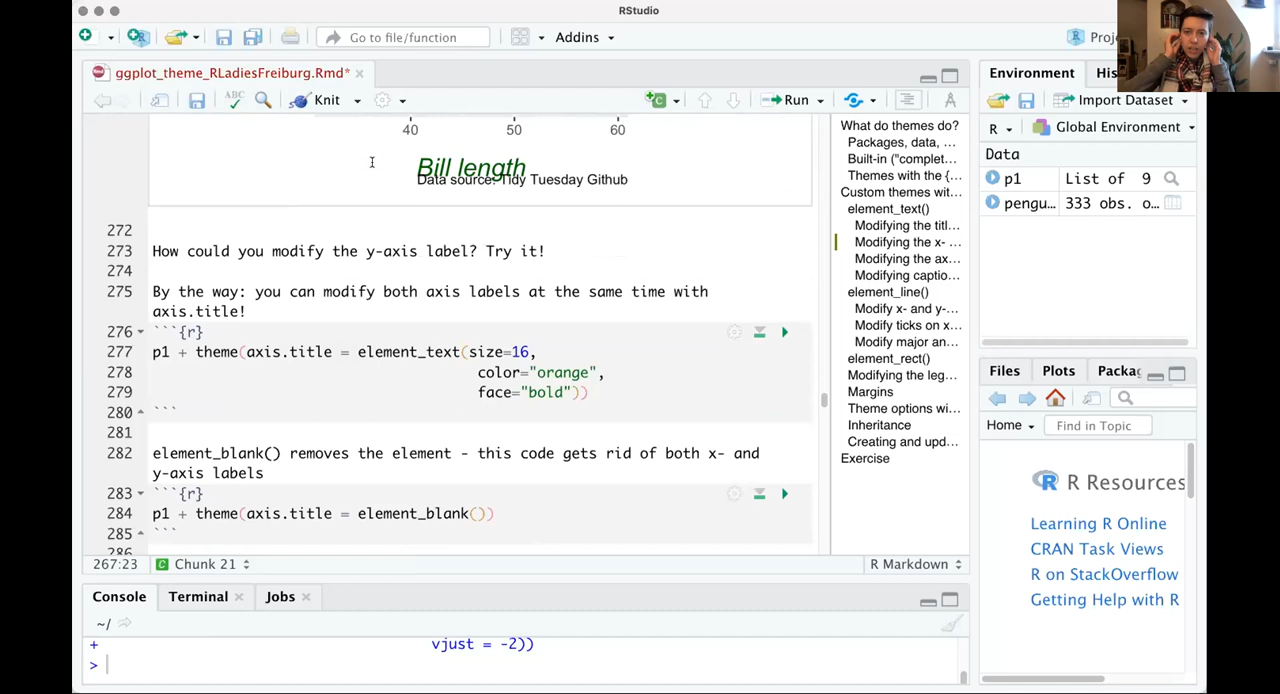 RStudio
Go to file/function
Addins
Proje
ggplot_theme_RLadiesFreiburg.Rmd*
ABC
Knit
Run
40
50
60
Bill length
Data source: Tidy Tuesday Github
272
273 How could you modify the y-axis label? Try it!
274
275 By the way: you can modify both axis labels at the same time with
axis.title!
276 ```{r}
277 p1 + theme(axis.title = element_text(size=16,
278 color="orange",
279 face="bold"))
280 ```
281
282 element_blank() removes the element - this code gets rid of both x- and
y-axis labels
283 ```{r}
284 p1 + theme(axis.title = element_blank())
285 ```
286
267:23
Chunk 21
R Markdown
What do themes do?
Packages, data, ...
Built-in ("complet...
Themes with the {...
Custom themes wit...
element_text()
Modifying the titl...
Modifying the x- ...
Modifying the ax...
Modifying captio...
element_line()
Modify x- and y-...
Modify ticks on x...
Modify major an...
element_rect()
Modifying the leg...
Margins
Theme options wi...
Inheritance
Creating and upd...
Exercise
Console
Terminal
Jobs
~/
+ vjust = -2))
>
Environment
His
Import Dataset
R
Global Environment
Data
p1 List of 9
pengu... 333 obs. o...
Files
Plots
Packag
Home
Find in Topic
R Resources
Learning R Online
CRAN Task Views
R on StackOverflow
Getting Help with R